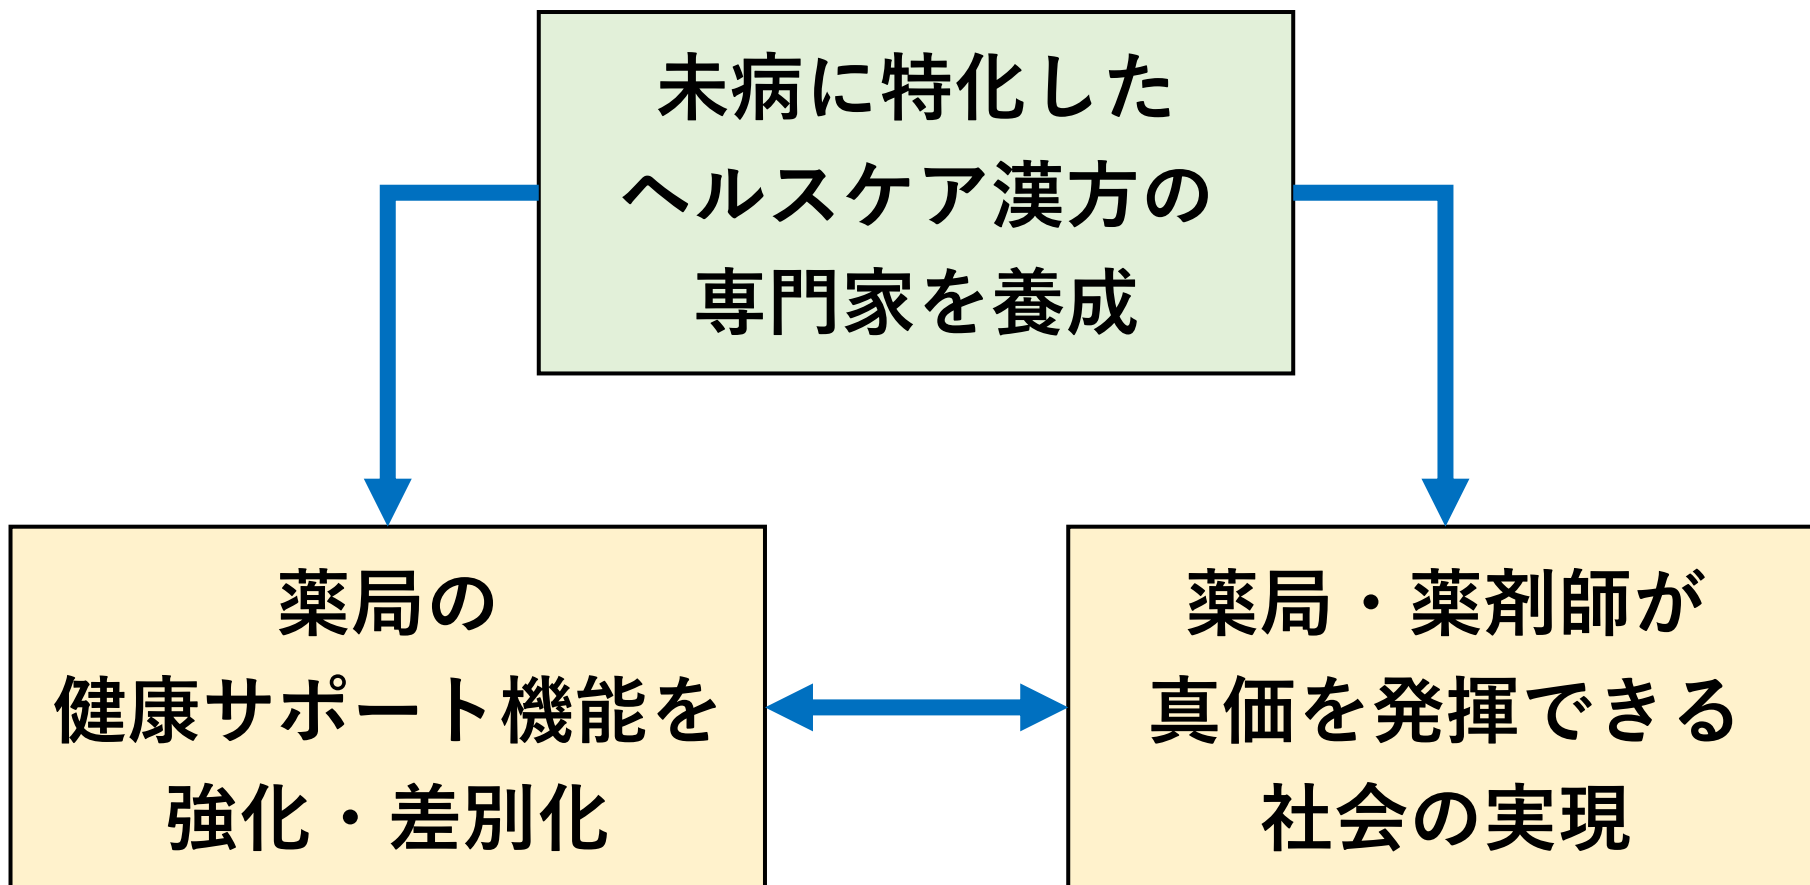 未病に特化した
ヘルスケア漢方の
専門家を養成
薬局の
健康サポート機能を
強化・差別化
薬局・薬剤師が
真価を発揮できる
社会の実現